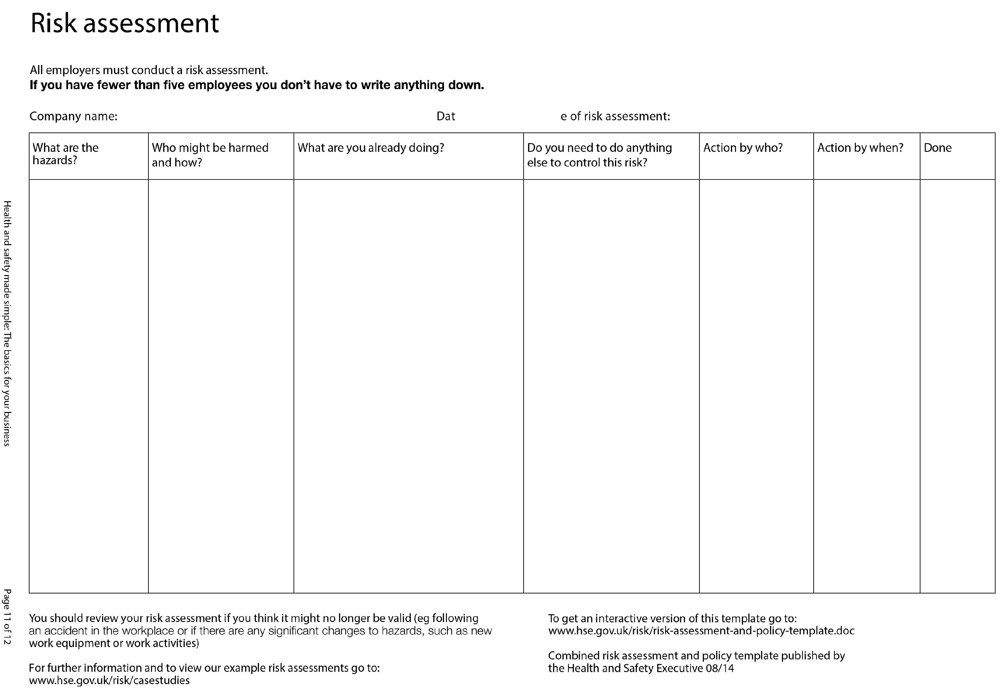 Risk assessment
All employers must conduct a risk assessment.
If you have fewer than five employees you don't have to write anything down.
Company name: Dat e of risk assessment:
What are the
hazards?
Who might be harmed
and how?
What are you already doing?
Do you need to do anything
else to control this risk?
Action by who?
Action by when?
Done
You should review your risk assessment if you think it might no longer be valid (eg following
an accident in the workplace or if there are any significant changes to hazards, such as new
work equipment or work activities)
For further information and to view our example risk assessments go to:
www.hse.gov.uk/risk/casestudies
To get an interactive version of this template go to:
www.hse.gov.uk/risk/risk-assessment-and-policy-template.doc
Combined risk assessment and policy template published by
the Health and Safety Executive 08/14
Health and safety made simple: The basics for your business
Page 11 of 12